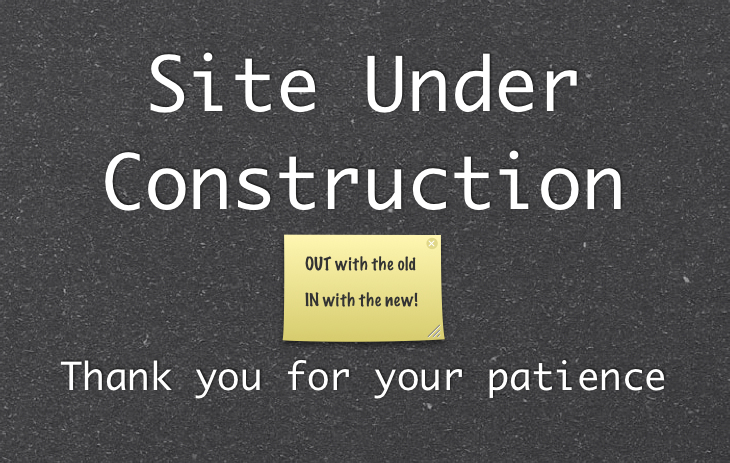 Site Under
Construction
OUT with the old
IN with the new!
Thank you for your patience